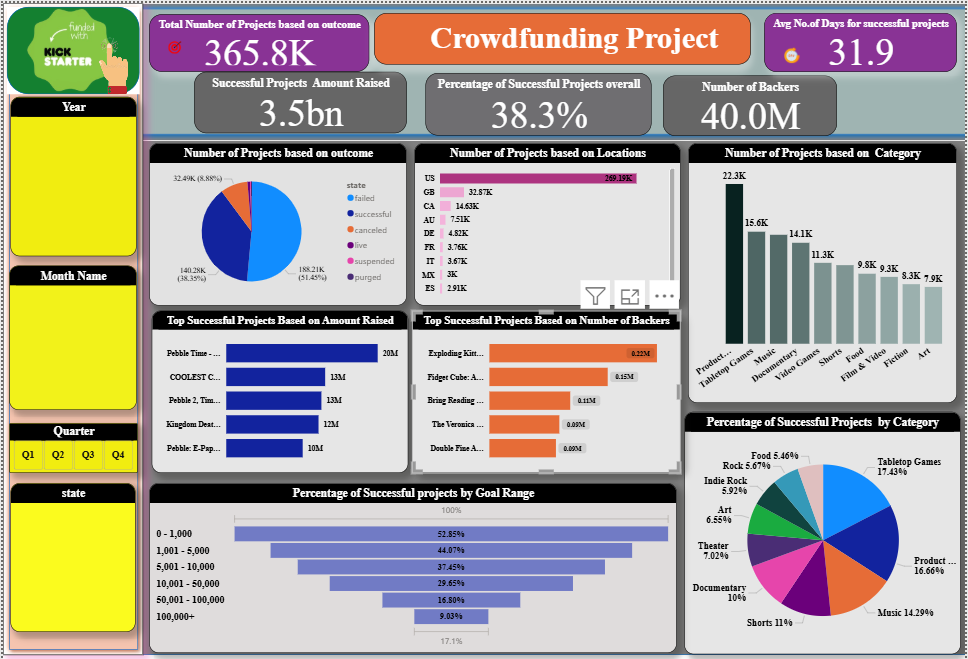 funded
with
KICK
STARTER
Total Number of Projects based on outcome
365.8K
Crowdfunding Project
Avg No.of Days for successful projects
31.9
Successful Projects Amount Raised
3.5bn
Percentage of Successful Projects overall
38.3%
Number of Backers
40.0M
Year
Month Name
Quarter
Q1 Q2 Q3 Q4
state
Number of Projects based on outcome
32.49K (8.88%)
140.28K
(38.35%)
188.21K
(51.45%)
state
failed
successful
canceled
live
suspended
purged
Number of Projects based on Locations
US 269.19K
GB 32.87K
CA 14.63K
AU 7.51K
DE 4.82K
FR 3.76K
IT 3.67K
MX 3K
ES 2.91K
Number of Projects based on Category
22.3K
15.6K
14.1K
11.3K
9.8K
9.3K
8.3K
7.9K
Product...
Tabletop Games
Music
Documentary
Video Games
Shorts
Food
Film & Video
Fiction
Art
Top Successful Projects Based on Amount Raised
Pebble Time - ... 20M
COOLEST C... 13M
Pebble 2, Tim... 13M
Kingdom Deat... 12M
Pebble: E-Pap... 10M
Top Successful Projects Based on Number of Backers
Exploding Kitt... 0.22M
Fidget Cube: A... 0.15M
Bring Reading ... 0.11M
The Veronica ... 0.09M
Double Fine A... 0.09M
Percentage of Successful projects by Goal Range
100%
0 - 1,000 52.85%
1,001 - 5,000 44.07%
5,001 - 10,000 37.45%
10,001 - 50,000 29.65%
50,001 - 100,000 16.80%
100,000+ 9.03%
17.1%
Percentage of Successful Projects by Category
Tabletop Games
17.43%
Product ...
16.66%
Music 14.29%
Shorts 11%
Documentary
10%
Theater
7.02%
Art
6.55%
Indie Rock
5.92%
Rock 5.67%
Food 5.46%